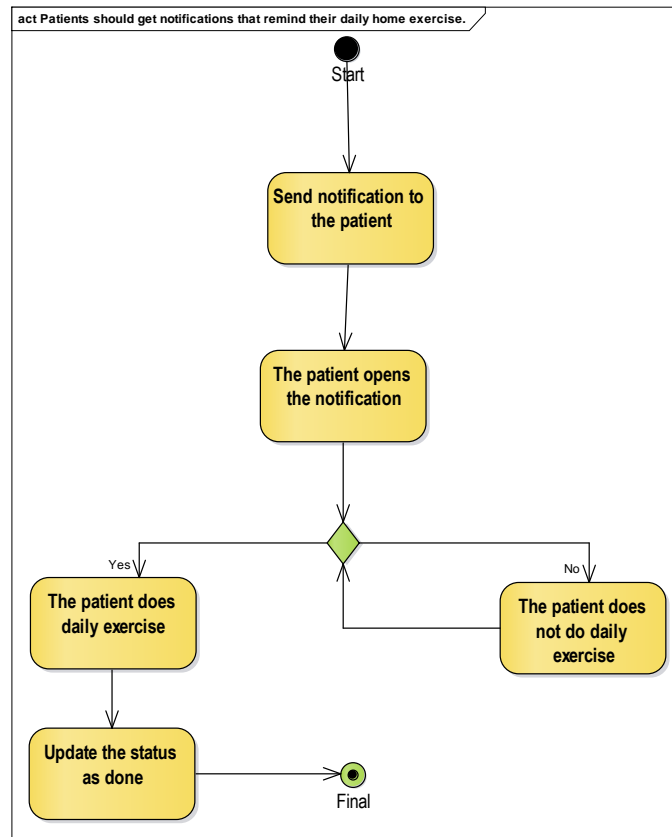 act Patients should get notifications that remind their daily home exercise.
Start
Send notification to
the patient
The patient opens
the notification
Yes
No
The patient does
daily exercise
The patient does
not do daily
exercise
Update the status
as done
Final